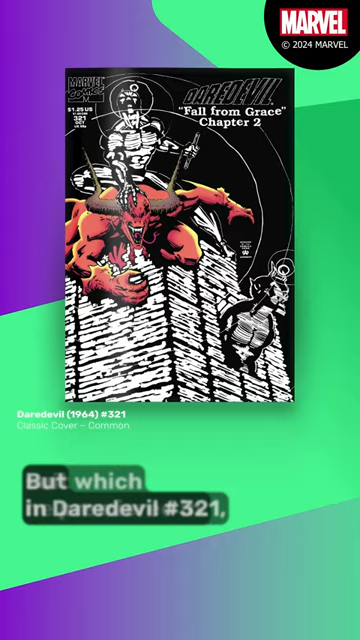 MARVEL
© 2024 MARVEL
MARVEL
COMICS
$1.25 US
321
OCT
DAREDEVIL
"Fall from Grace"
Chapter 2
Daredevil (1964) #321
Classic Cover – Common
But which
in Daredevil #321,